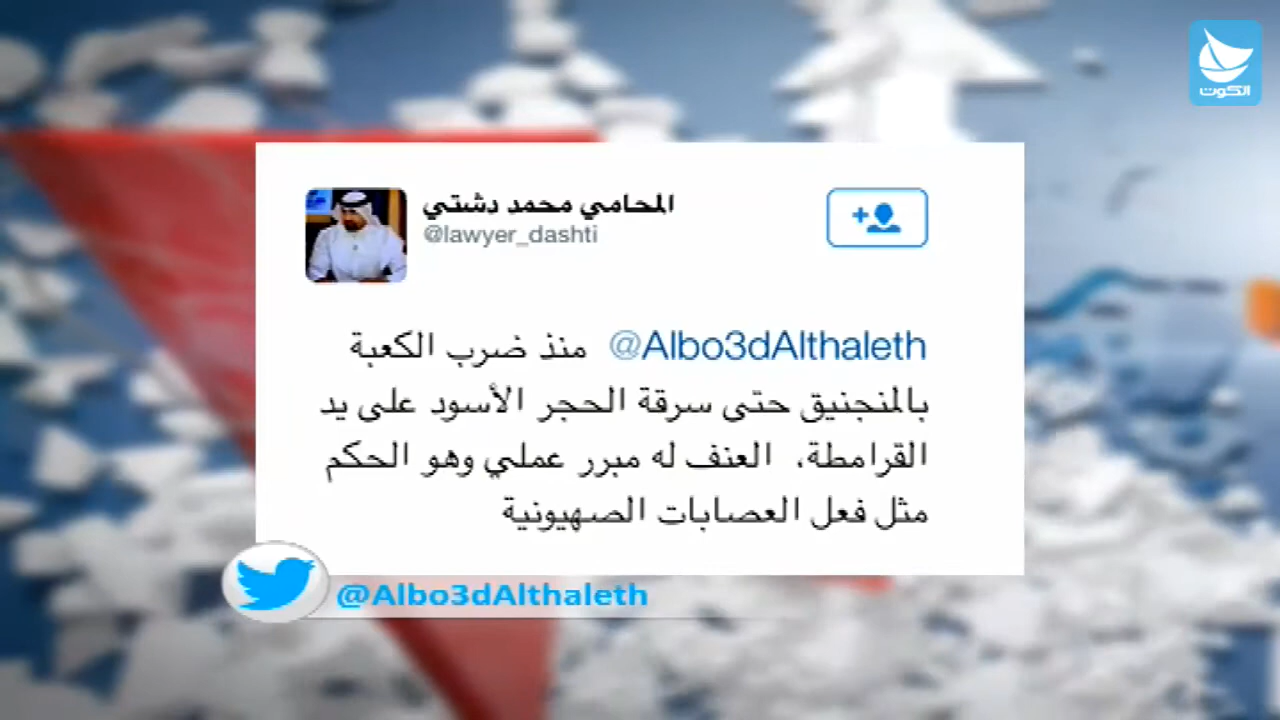 الكوت
المحامي محمد دشتي
@lawyer_dashti
@Albo3dAlthaleth منذ ضرب الكعبة
بالمنجنيق حتى سرقة الحجر الأسود على يد
القرامطة، العنف له مبرر عملي وهو الحكم
مثل فعل العصابات الصهيونية
@Albo3dAlthaleth